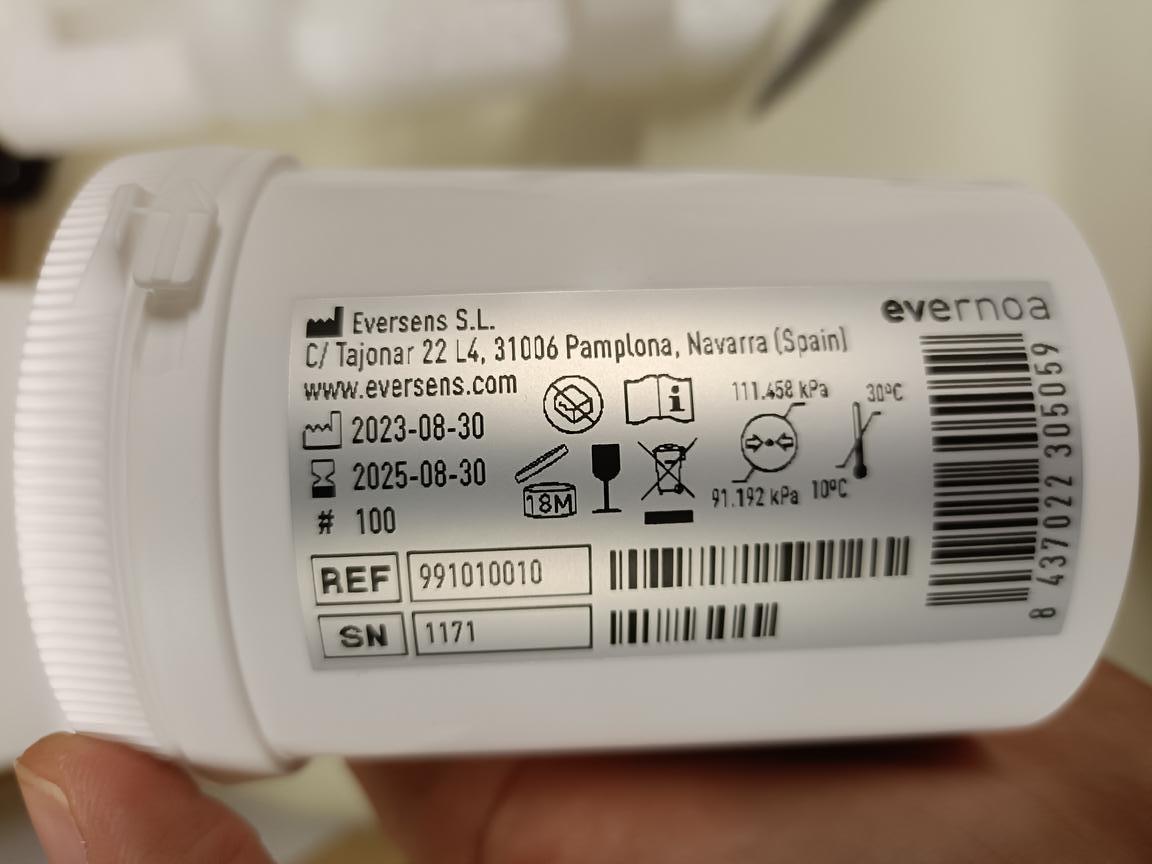 Eversens S.L.
C/ Tajonar 22 L4, 31006 Pamplona, Navarra (Spain)
www.eversens.com
2023-08-30
2025-08-30
# 100
18M
111.458 kPa
91.192 kPa
30ºC
10ºC
REF 991010010
SN 1171
evernoa
8 437022 305059